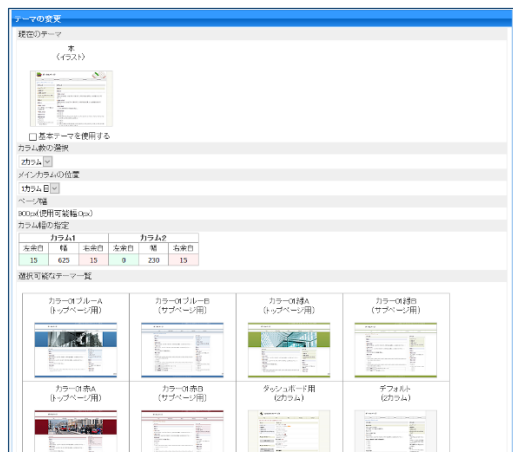 テーマの変更
現在のテーマ
本
(イラスト)
基本テーマを使用する
カラム数の選択
2カラム
メインカラムの位置
1カラム目
ページ幅
900px(使用可能幅0px)
カラム幅の指定
カラム1 カラム2
左余白 幅 右余白 左余白 幅 右余白
15 625 15 0 230 15
選択可能なテーマ一覧
カラー01ブルーA カラー01ブルーB カラー01緑A カラー01緑B
(トップページ用) (サブページ用) (トップページ用) (サブページ用)
カラー01赤A カラー01赤B ダッシュボード用 デフォルト
(トップページ用) (サブページ用) (2カラム) (2カラム)